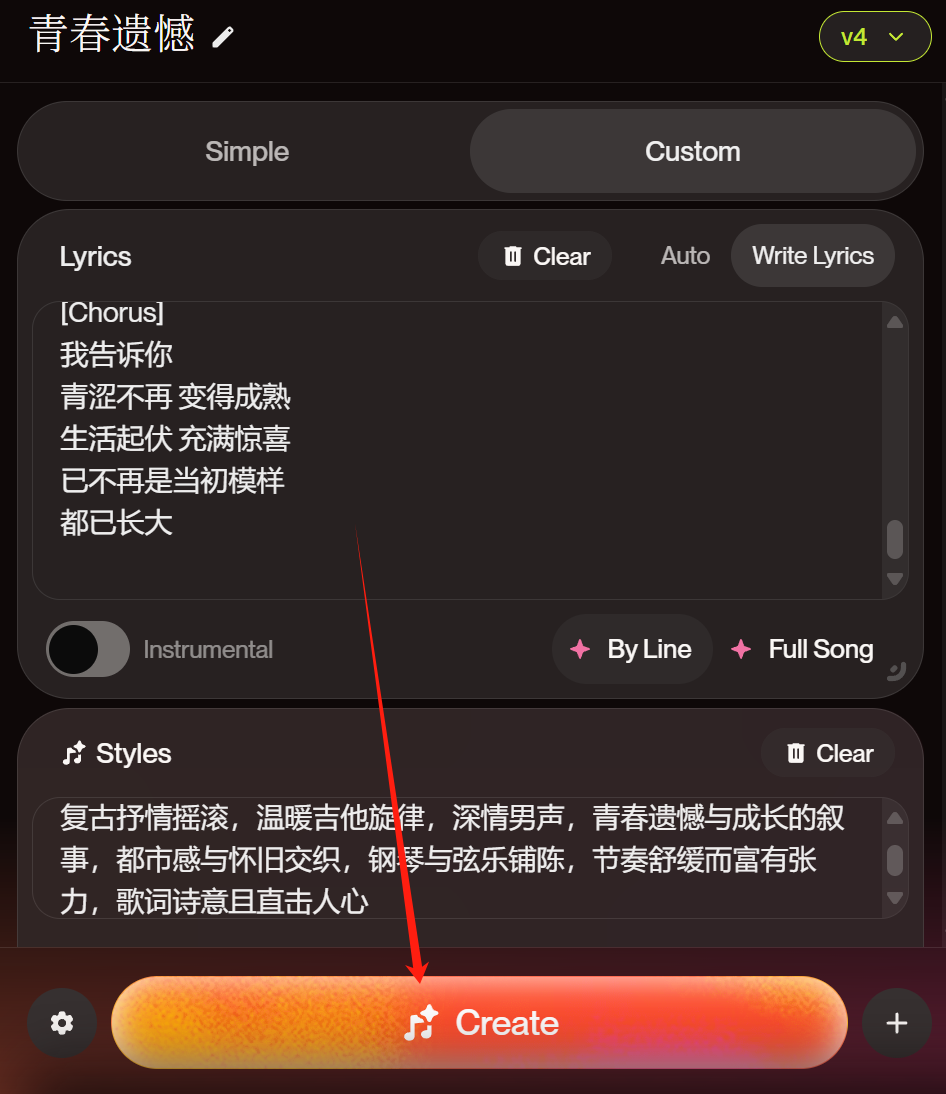 青春遗憾
v4
Simple
Custom
Lyrics
Clear
Auto
Write Lyrics
[Chorus]
我告诉你
青涩不再 变得成熟
生活起伏 充满惊喜
已不再是当初模样
都已长大
Instrumental
By Line
Full Song
Styles
Clear
复古抒情摇滚，温暖吉他旋律，深情男声，青春遗憾与成长的叙
事，都市感与怀旧交织，钢琴与弦乐铺陈，节奏舒缓而富有张
力，歌词诗意且直击人心
Create